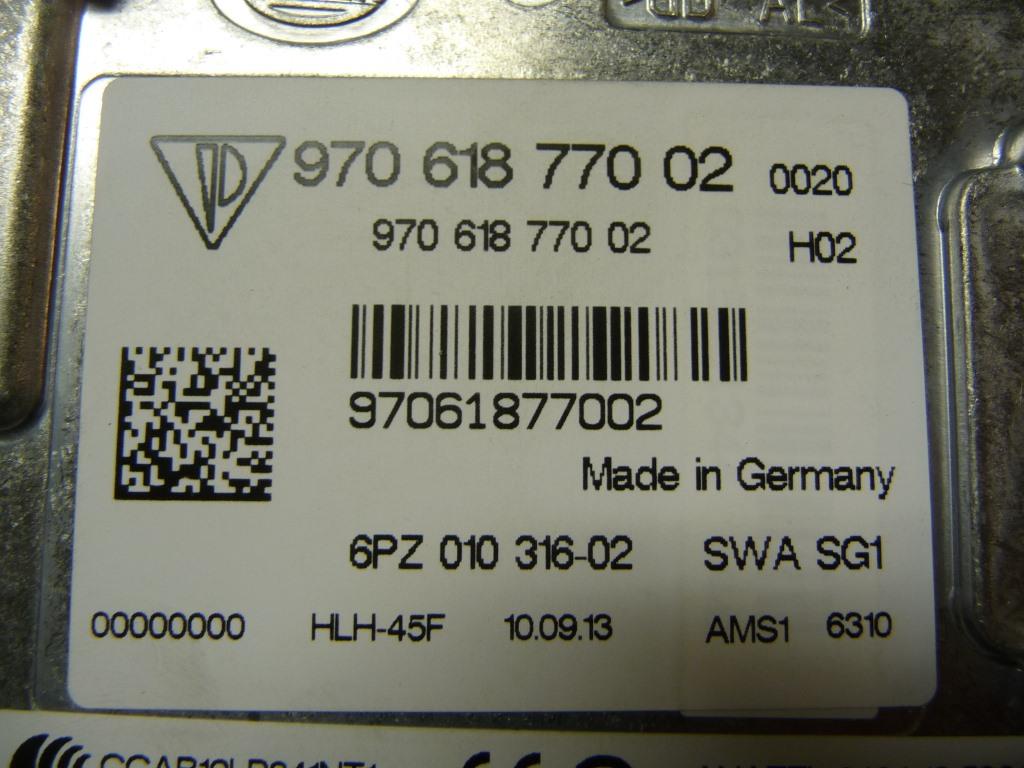 970 618 770 02 0020
970 618 770 02 H02
97061877002
Made in Germany
6PZ 010 316-02 SWA SG1
00000000 HLH-45F 10.09.13 AMS1 6310